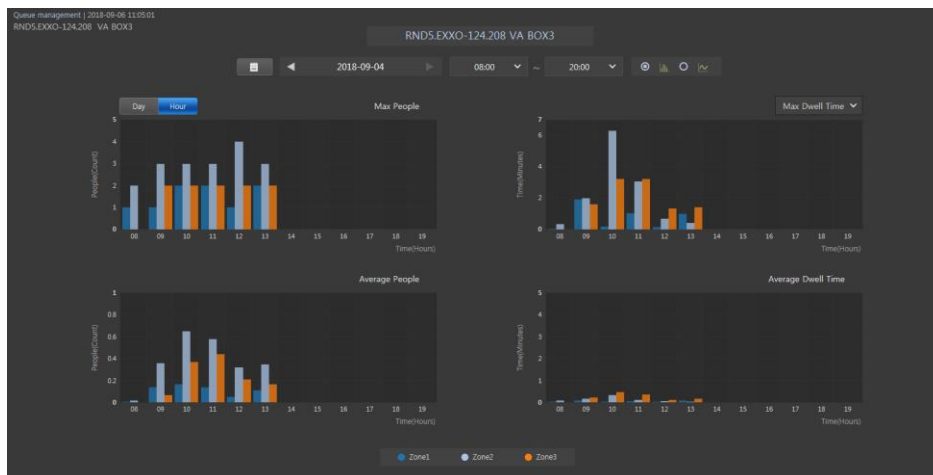 Queue management | 2018-09-06 11:05:01
RND5.EXXO-124.208 VA BOX3
RND5.EXXO-124.208 VA BOX3
2018-09-04 08:00 ~ 20:00
Day Hour Max People
5
4
3
2
1
0
People(Count)
08 09 10 11 12 13 14 15 16 17 18 19
Time(Hours)
Max Dwell Time
7
6
4
2
0
Time(Minutes)
08 09 10 11 12 13 14 15 16 17 18 19
Time(Hours)
Average People
1
0.8
0.6
0.4
0.2
0
People(Count)
08 09 10 11 12 13 14 15 16 17 18 19
Time(Hours)
Average Dwell Time
5
4
3
2
1
0
Time(Minutes)
08 09 10 11 12 13 14 15 16 17 18 19
Time(Hours)
Zone1 Zone2 Zone3